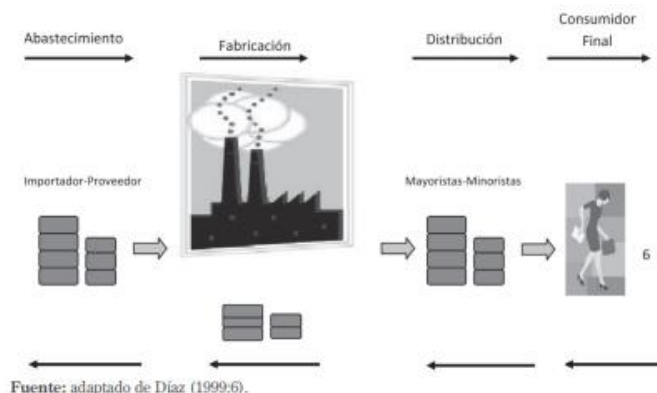 Abastecimiento
Fabricación
Distribución
Consumidor
Final
Importador-Proveedor
Mayoristas-Minoristas
6
Fuente: adaptado de Díaz (1999:6).